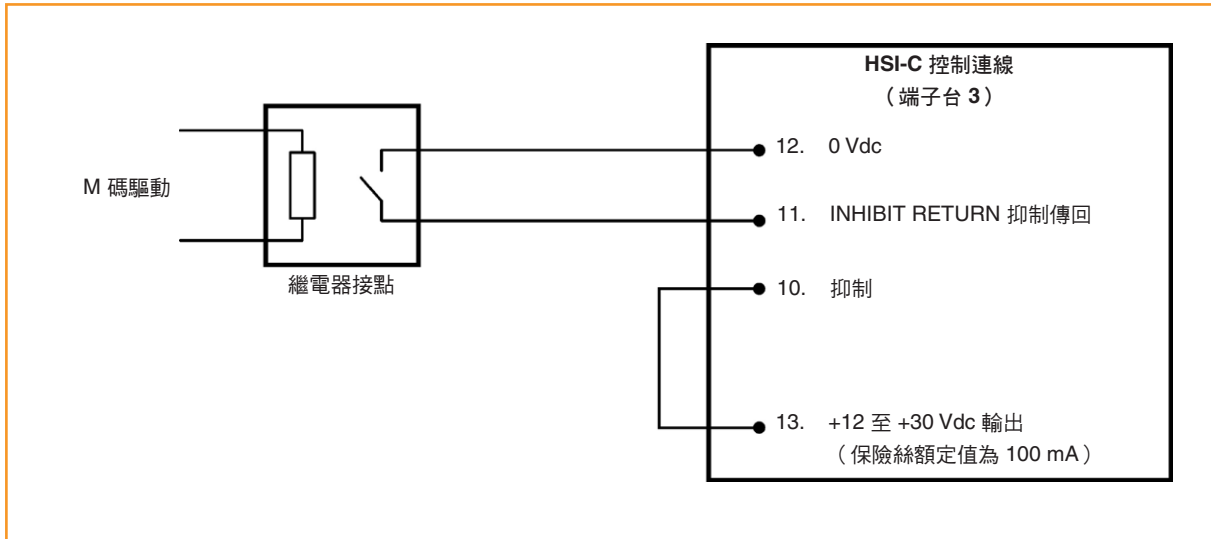 HSI-C 控制連線
（端子台 3）
12. 0 Vdc
M 碼驅動
11. INHIBIT RETURN 抑制傳回
繼電器接點
10. 抑制
13. +12 至 +30 Vdc 輸出
（保險絲額定值為 100 mA）